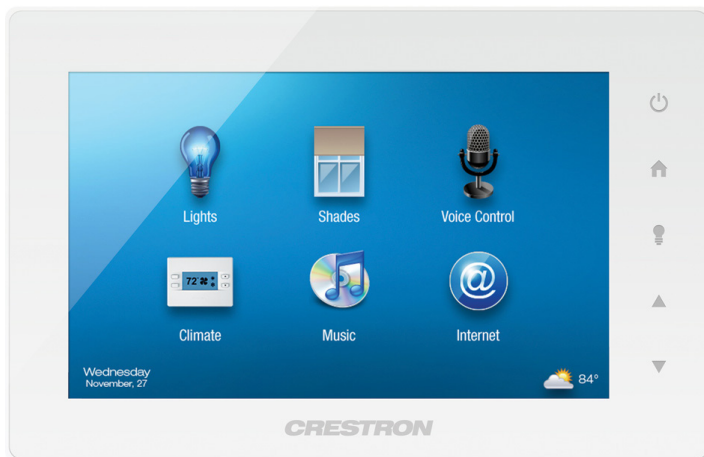 Lights
Shades
Voice Control
72°
@
Climate
Music
Internet
Wednesday
November, 27
84°
CRESTRON